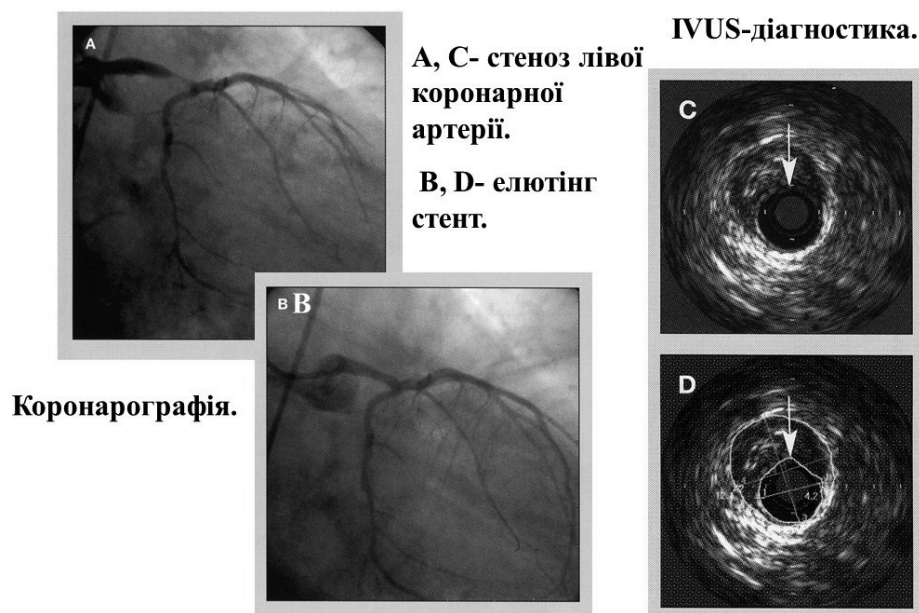 A
IVUS-діагностика.
A, C- стеноз лівої
коронарної
артерії.
B, D- елютінг
стент.
C
B B
Коронарографія.
D